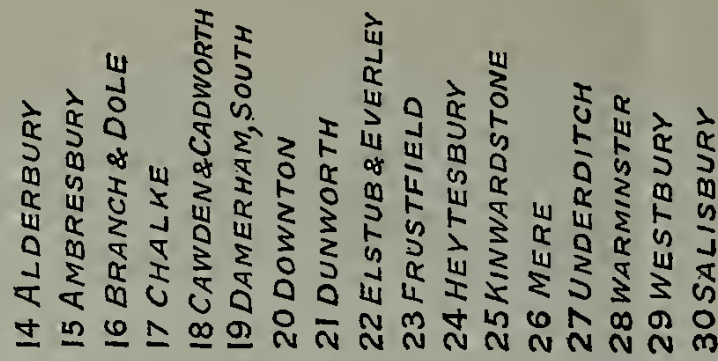 14 ALDERBURY
15 AMBRESBURY
16 BRANCH & DOLE
17 CHALKE
18 CAWDEN & CADWORTH
19 DAMERHAM, SOUTH
20 DOWNTON
21 DUNWORTH
22 ELSTUB & EVERLEY
23 FRUSTFIELD
24 HEYTESBURY
25 KINWARDSTONE
26 MERE
27 UNDERDITCH
28 WARMINSTER
29 WESTBURY
30 SALISBURY